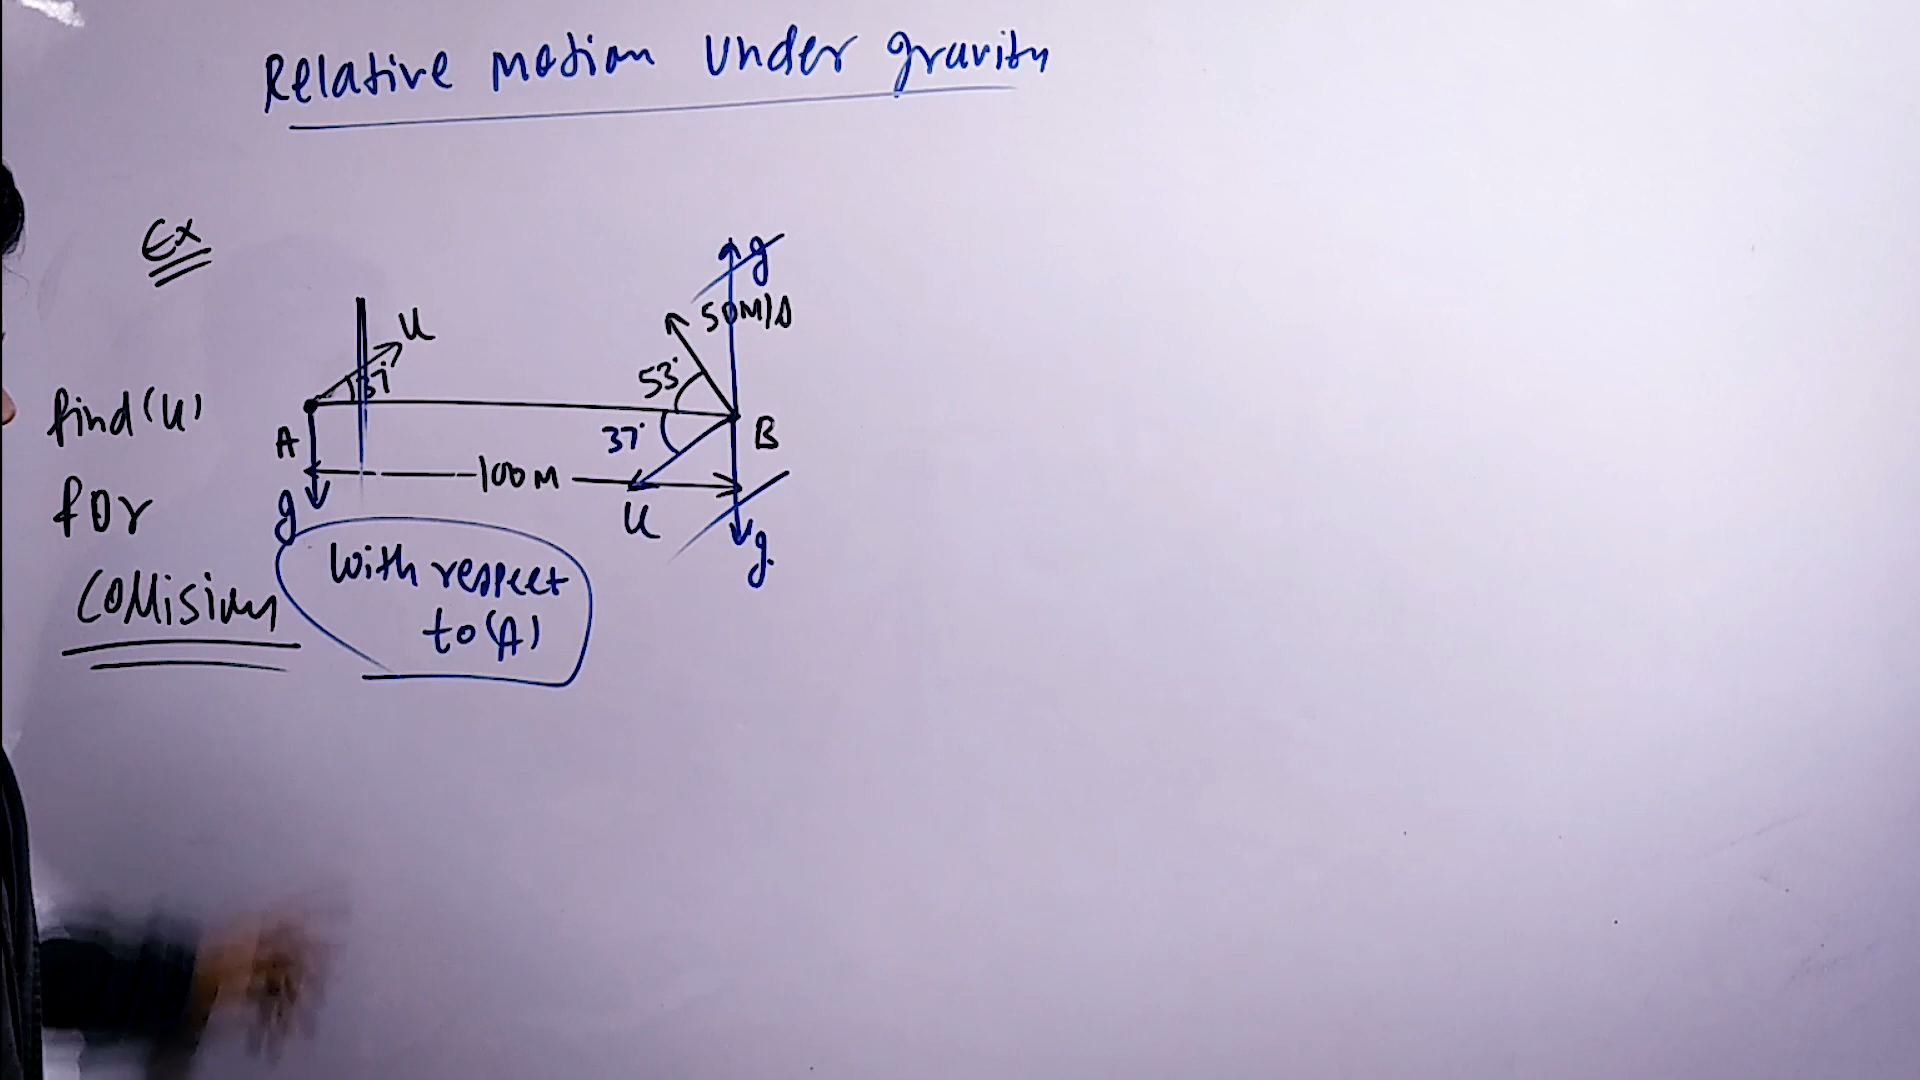 Relative motion under gravity
Ex
g
50 M/s
u
37°
53°
find (u)
A
37°
B
100 M
for
g
u
g
With respect
to (A)
Collision